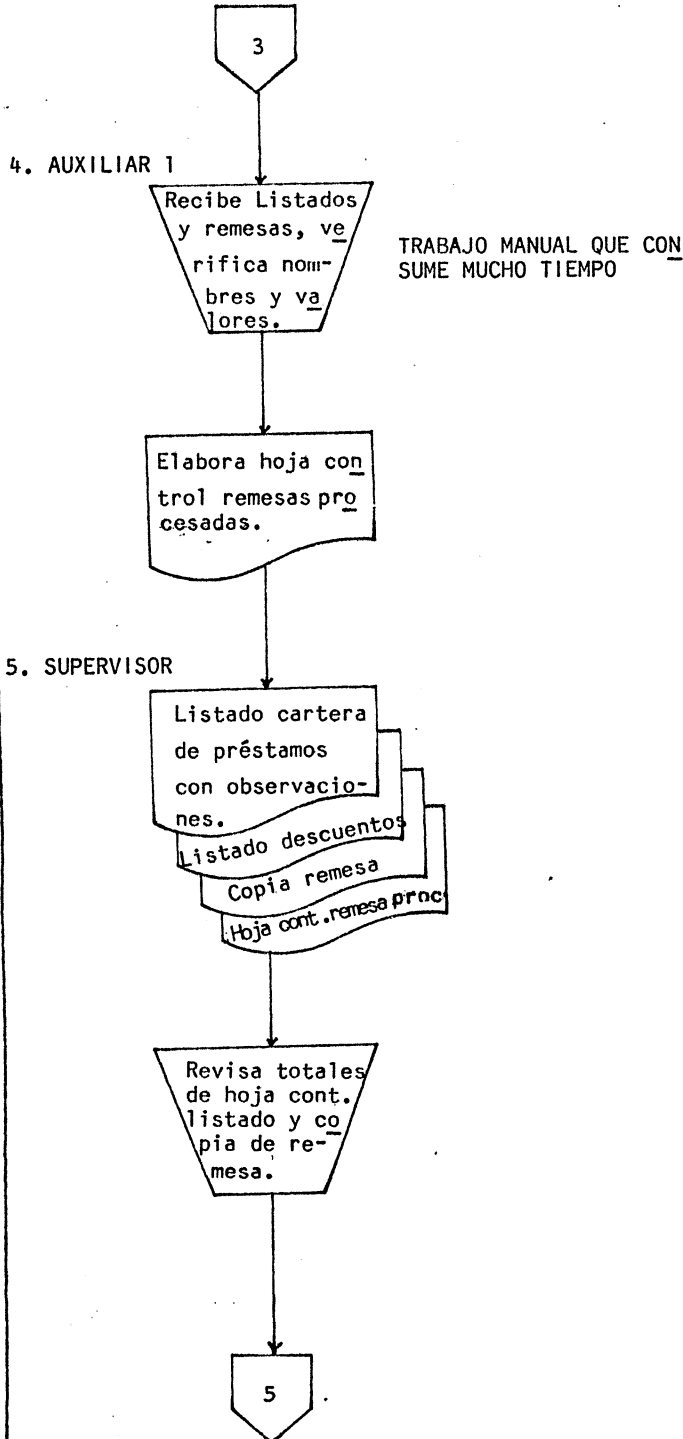 3
4. AUXILIAR 1
Recibe Listados
y remesas, ve
rifica nom-
bres y va
lores.
TRABAJO MANUAL QUE CON
SUME MUCHO TIEMPO
Elabora hoja con
trol remesas pro
cesadas.
5. SUPERVISOR
Listado cartera
de préstamos
con observacio-
nes.
Listado descuentos
Copia remesa
Hoja cont.remesa proc
Revisa totales
de hoja cont.
listado y co
pia de re-
mesa.
5